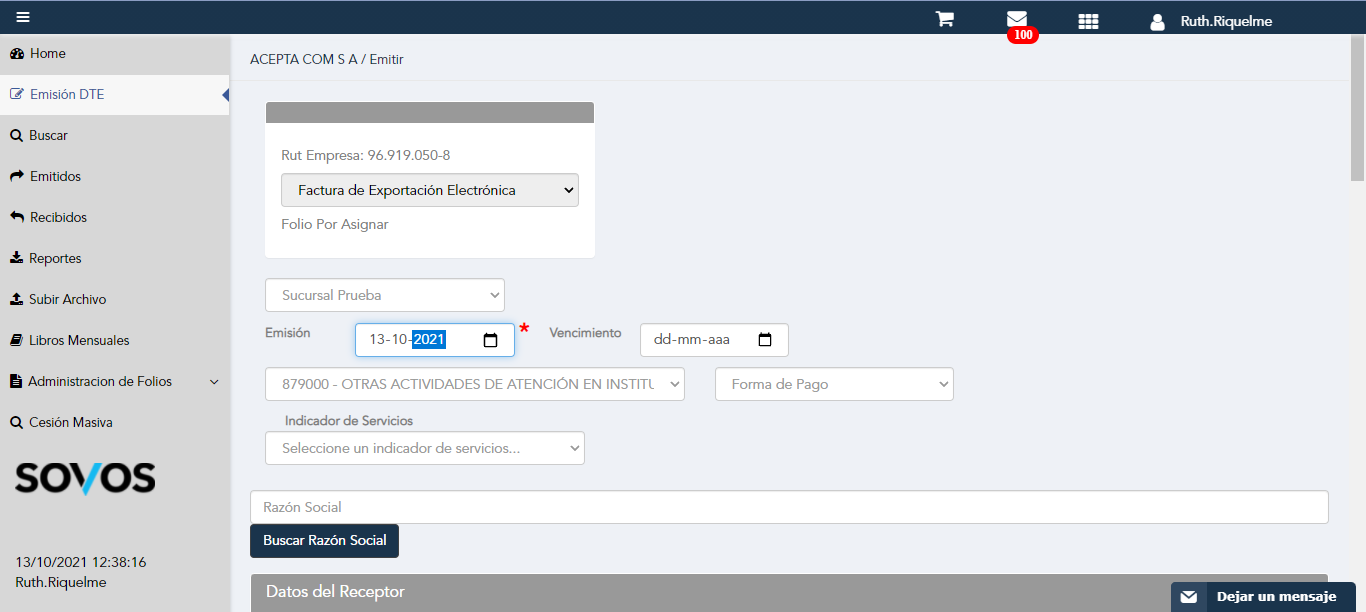 Ruth.Riquelme
100
Home
Emisión DTE
Buscar
Emitidos
Recibidos
Reportes
Subir Archivo
Libros Mensuales
Administracion de Folios
Cesión Masiva
SOVOS
13/10/2021 12:38:16
Ruth.Riquelme
ACEPTA COM S A / Emitir
Rut Empresa: 96.919.050-8
Factura de Exportación Electrónica
Folio Por Asignar
Sucursal Prueba
Emisión 13-10-2021 * Vencimiento dd-mm-aaa
879000 - OTRAS ACTIVIDADES DE ATENCIÓN EN INSTITU Forma de Pago
Indicador de Servicios
Seleccione un indicador de servicios...
Razón Social
Buscar Razón Social
Datos del Receptor
Dejar un mensaje